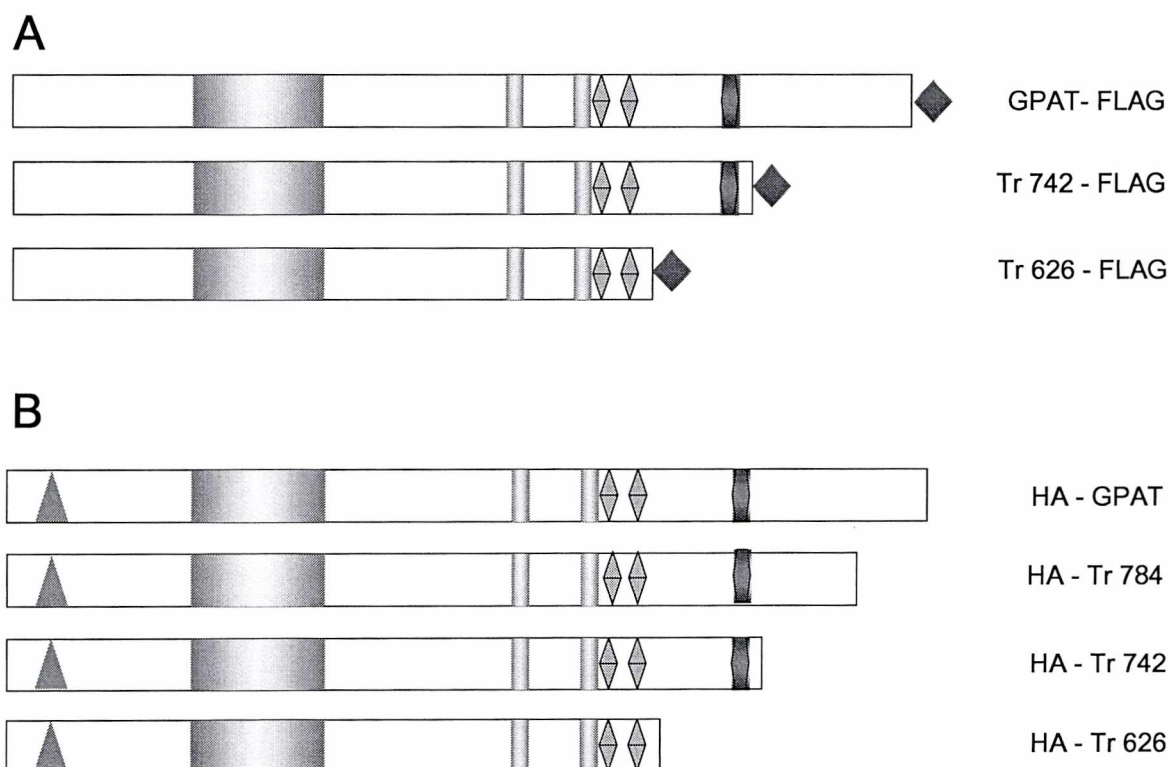 A
GPAT- FLAG
Tr 742 - FLAG
Tr 626 - FLAG
B
HA - GPAT
HA - Tr 784
HA - Tr 742
HA - Tr 626